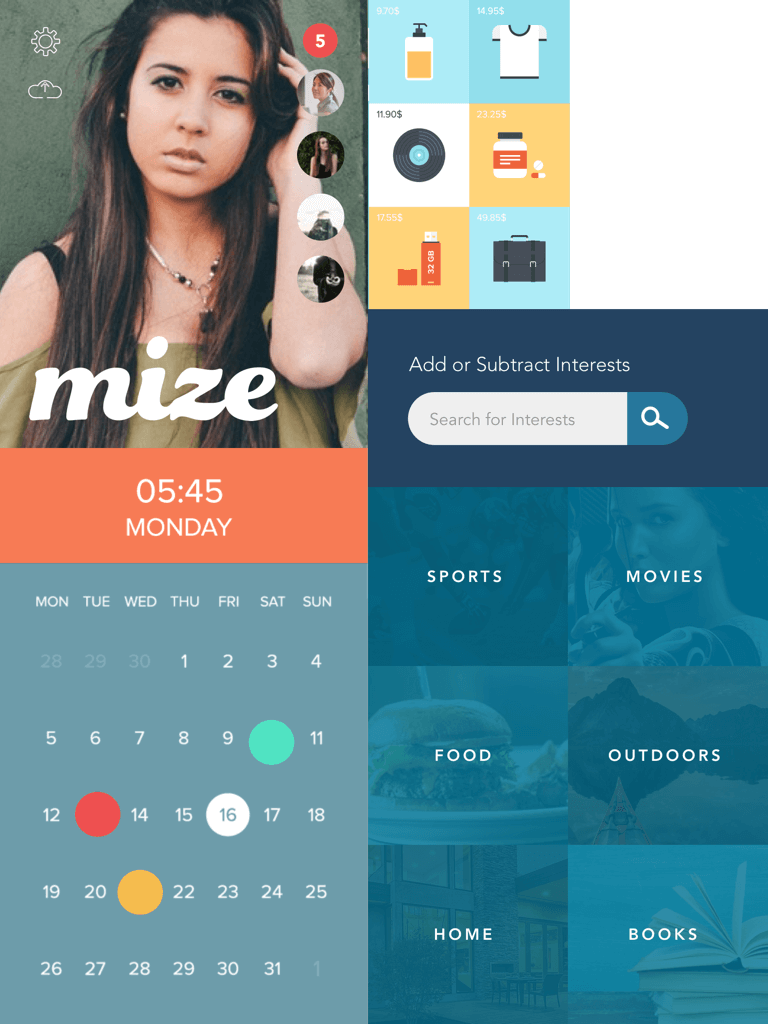 5
mize
05:45
MONDAY
MON TUE WED THU FRI SAT SUN
28 29 30 1 2 3 4
5 6 7 8 9 11
12 14 15 16 17 18
19 20 22 23 24 25
26 27 28 29 30 31 1
9.70$ 14.95$
11.90$ 23.25$
17.55$ 49.85$
32 GB
Add or Subtract Interests
Search for Interests
SPORTS MOVIES
FOOD OUTDOORS
HOME BOOKS